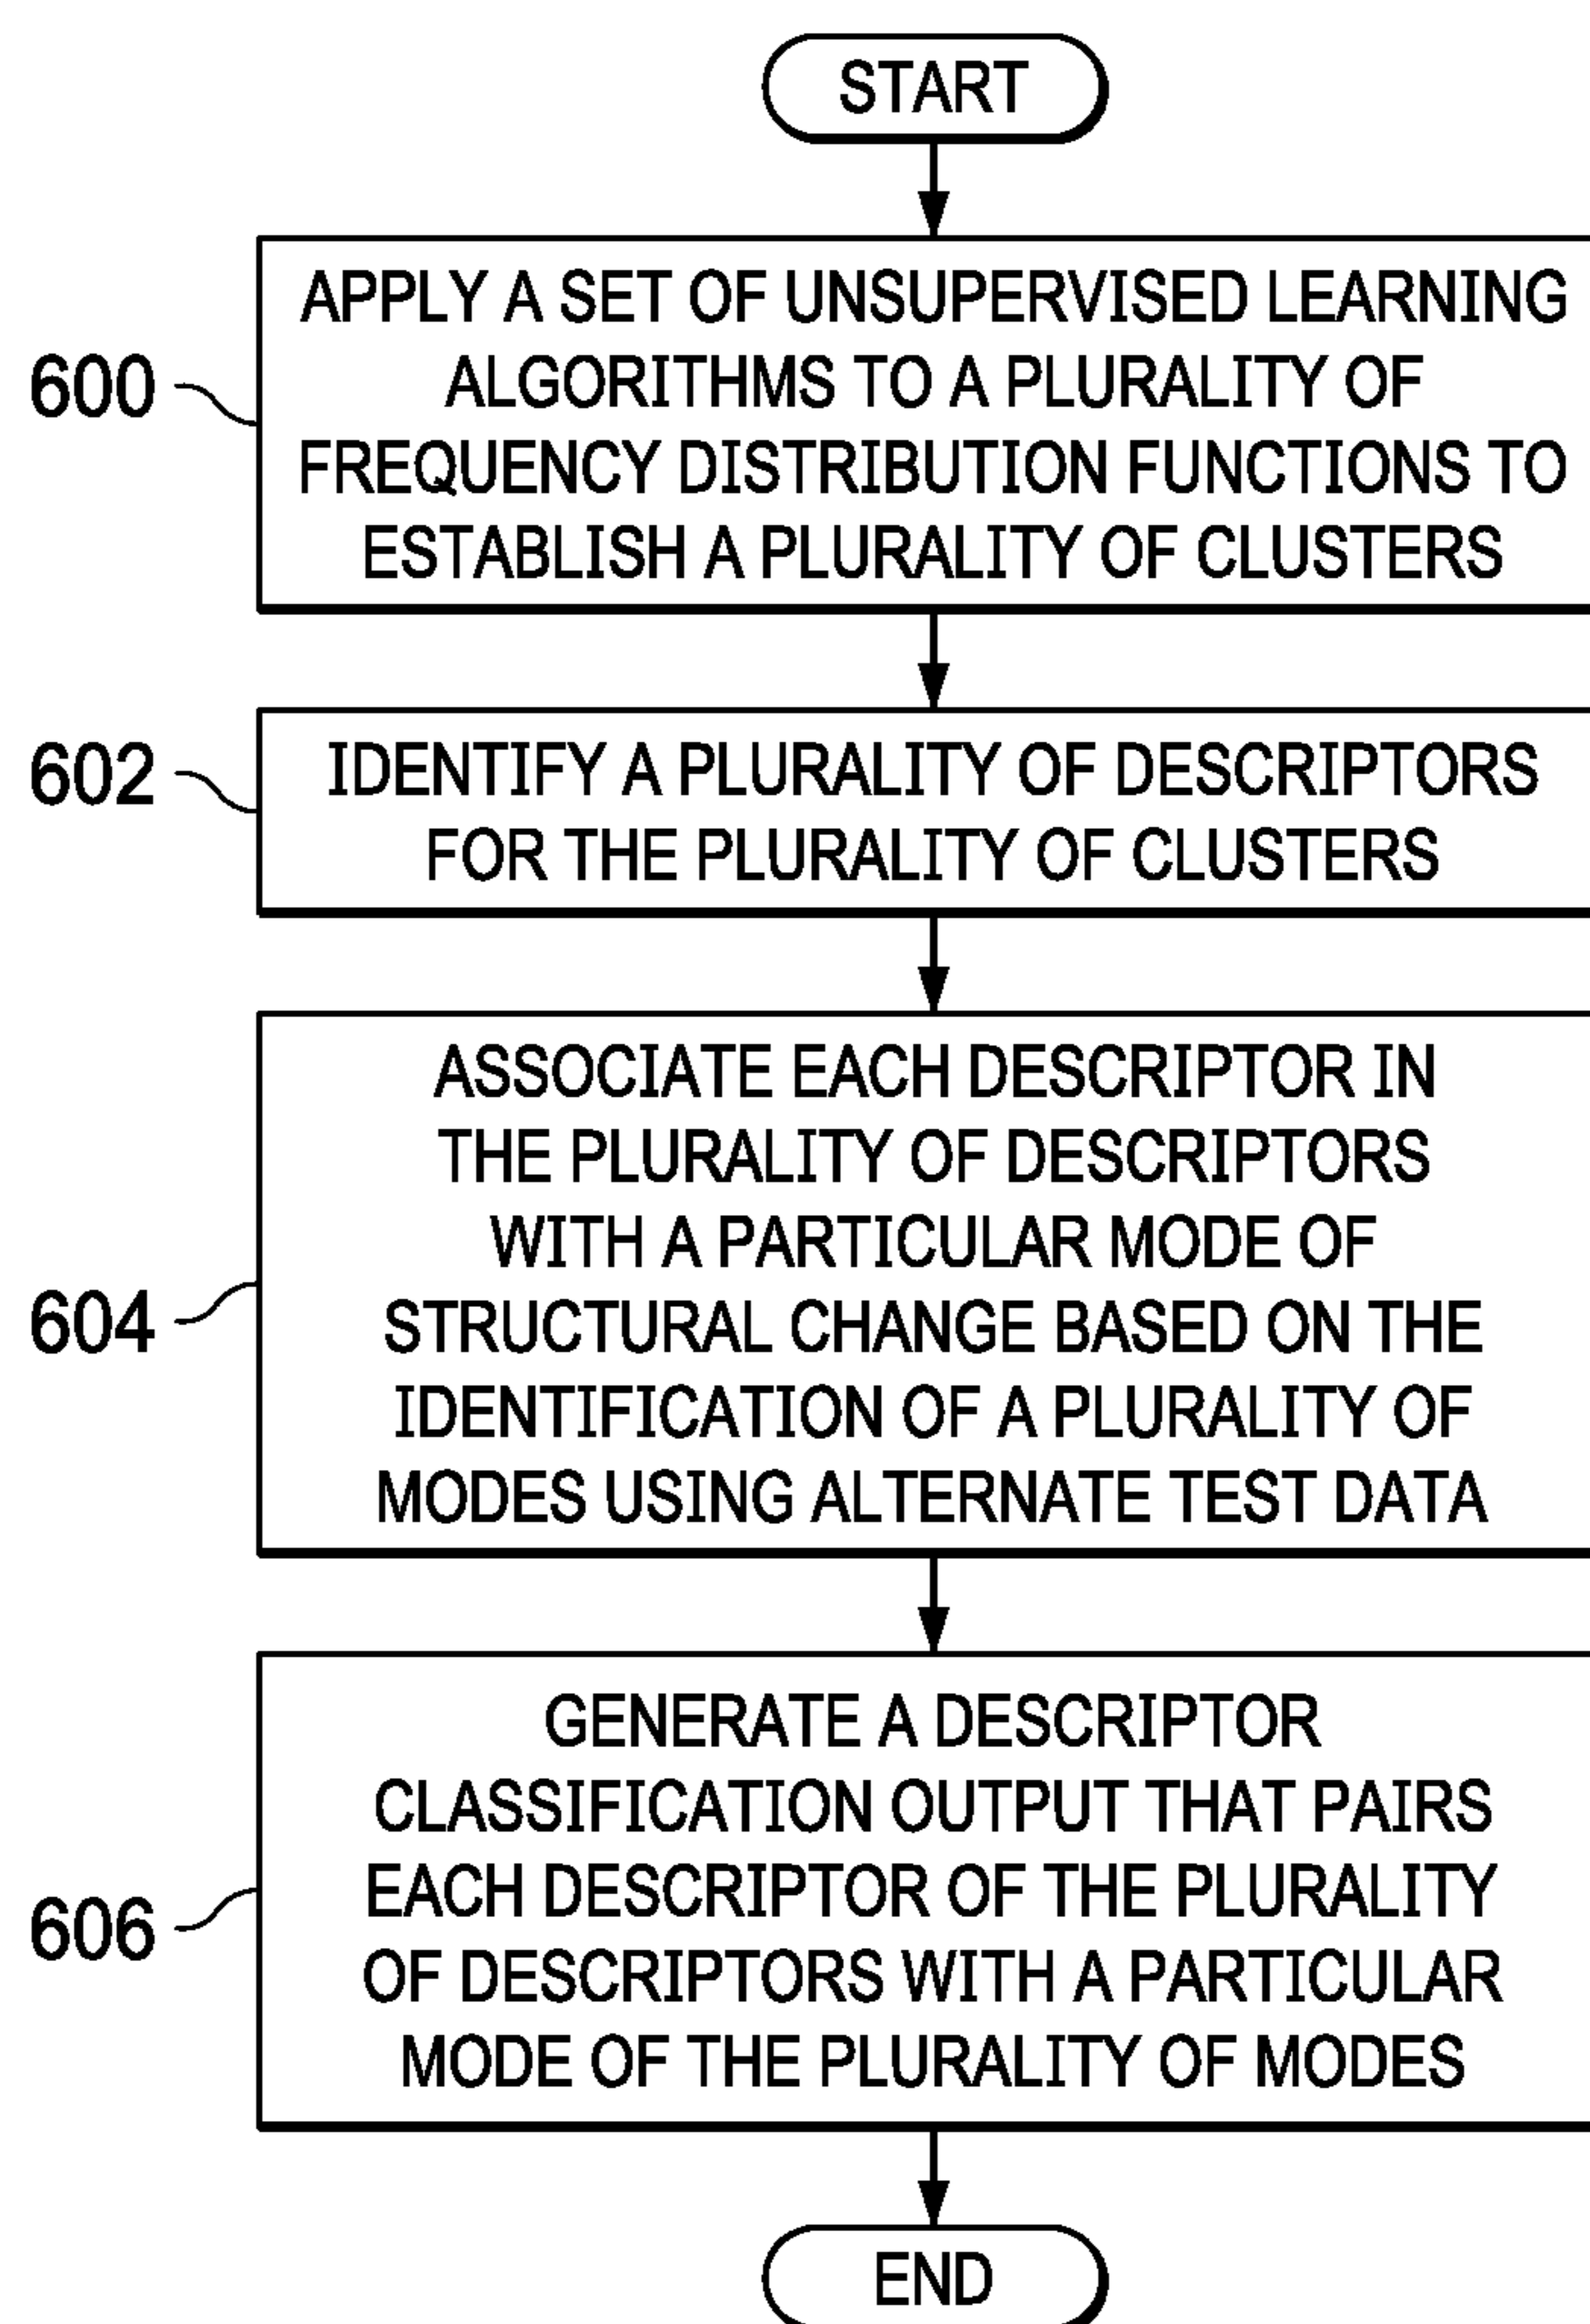 START
APPLY A SET OF UNSUPERVISED LEARNING
ALGORITHMS TO A PLURALITY OF
FREQUENCY DISTRIBUTION FUNCTIONS TO
ESTABLISH A PLURALITY OF CLUSTERS
600
IDENTIFY A PLURALITY OF DESCRIPTORS
FOR THE PLURALITY OF CLUSTERS
602
ASSOCIATE EACH DESCRIPTOR IN
THE PLURALITY OF DESCRIPTORS
WITH A PARTICULAR MODE OF
STRUCTURAL CHANGE BASED ON THE
IDENTIFICATION OF A PLURALITY OF
MODES USING ALTERNATE TEST DATA
604
GENERATE A DESCRIPTOR
CLASSIFICATION OUTPUT THAT PAIRS
EACH DESCRIPTOR OF THE PLURALITY
OF DESCRIPTORS WITH A PARTICULAR
MODE OF THE PLURALITY OF MODES
606
END